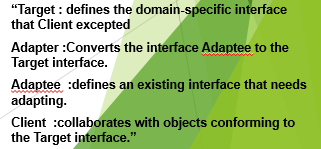 “Target : defines the domain-specific interface
that Client excepted
Adapter :Converts the interface Adaptee to the
Target interface.
Adaptee  :defines an existing interface that needs
adapting.
Client  :collaborates with objects conforming to
the Target interface.”